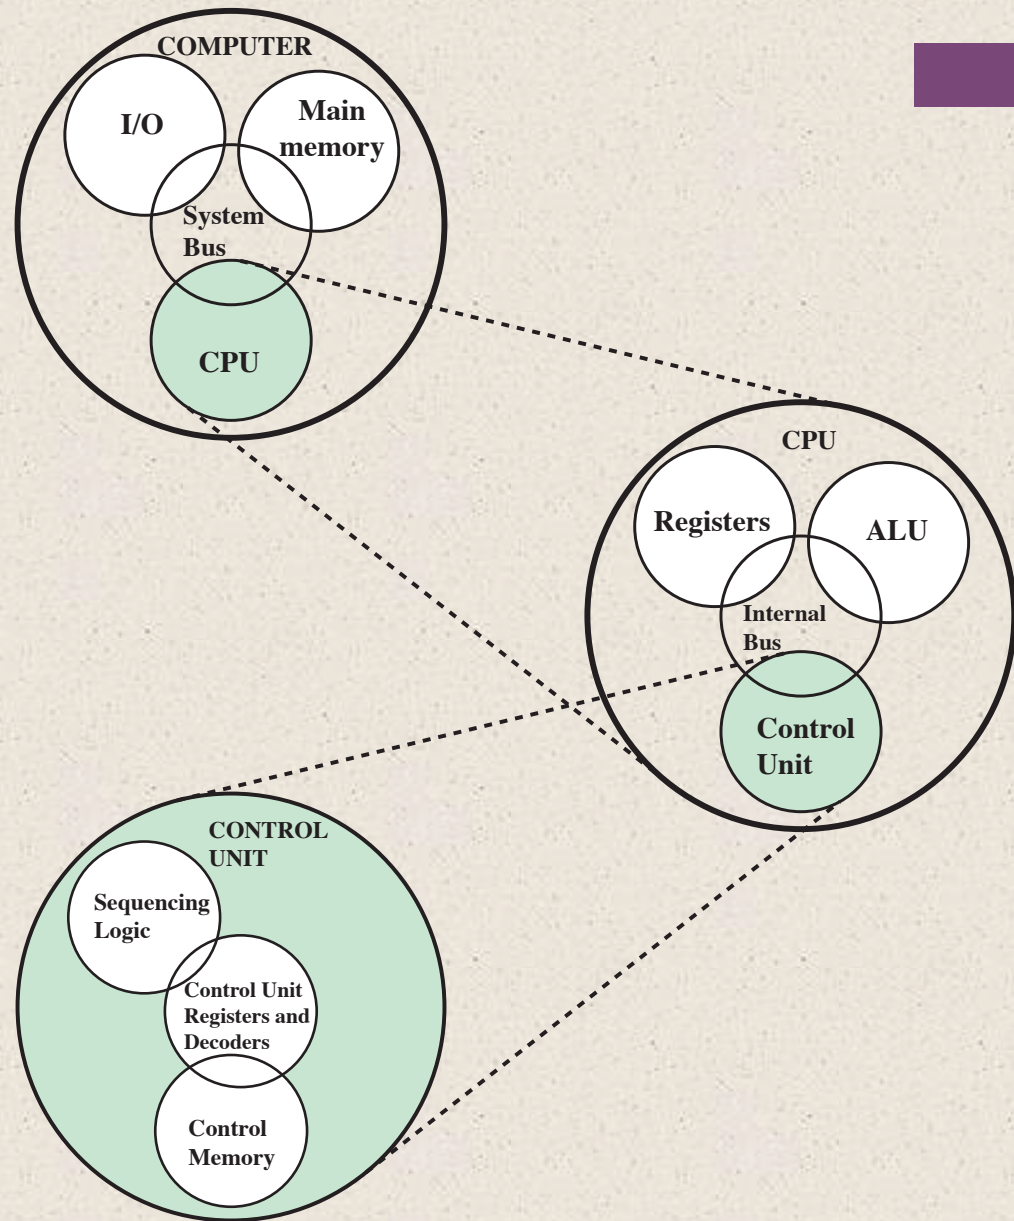 COMPUTER
I/O
Main
memory
System
Bus
CPU
CPU
Registers
ALU
Internal
Bus
Control
Unit
CONTROL
UNIT
Sequencing
Logic
Control Unit
Registers and
Decoders
Control
Memory